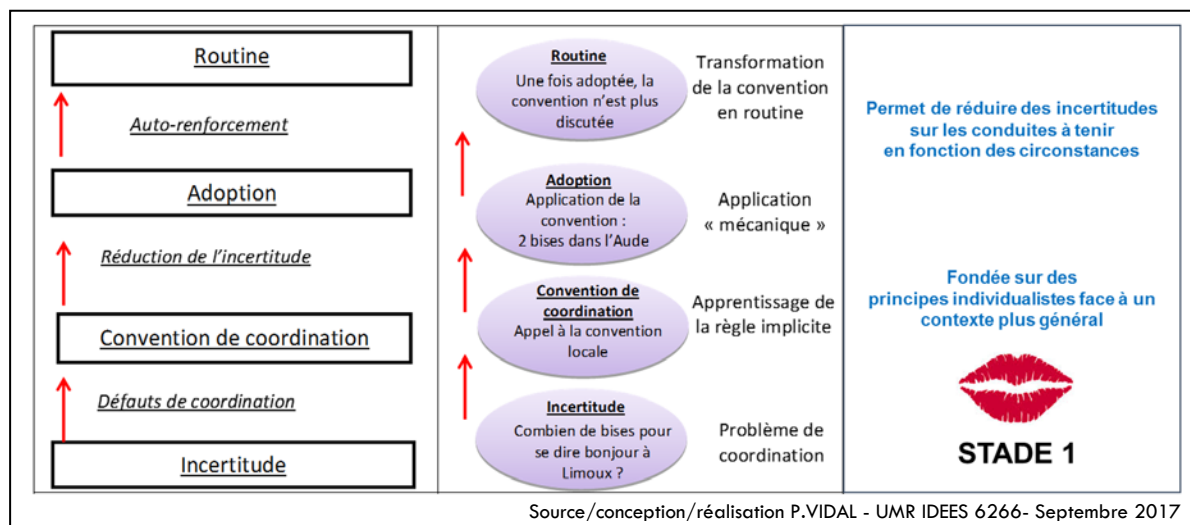 Routine
Auto-renforcement
Adoption
Réduction de l'incertitude
Convention de coordination
Défauts de coordination
Incertitude
Routine
Une fois adoptée, la
convention n'est plus
discutée
Transformation
de la convention
en routine
Adoption
Application de la
convention :
2 bises dans l'Aude
Application
« mécanique »
Convention de
coordination
Appel à la convention
locale
Apprentissage de
la règle implicite
Incertitude
Combien de bises pour
se dire bonjour à
Limoux ?
Problème de
coordination
Permet de réduire des incertitudes
sur les conduites à tenir
en fonction des circonstances
Fondée sur des
principes individualistes face à un
contexte plus général
STADE 1
Source/conception/réalisation P.VIDAL - UMR IDEES 6266- Septembre 2017